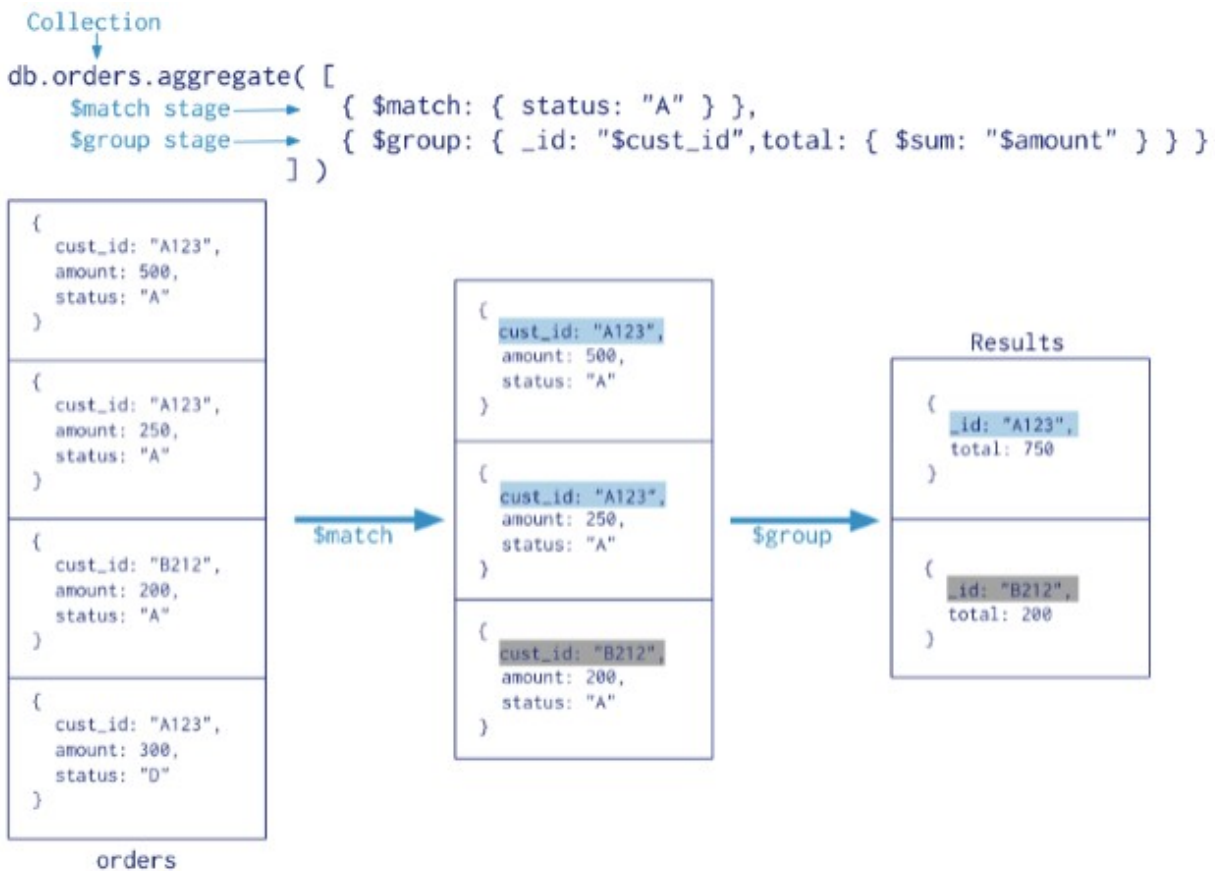 Collection
db.orders.aggregate( [
$match stage
{ $match: { status: "A" } },
$group stage
{ $group: { _id: "$cust_id",total: { $sum: "$amount" } } }
] )
{
cust_id: "A123",
amount: 500,
status: "A"
}
{
cust_id: "A123",
amount: 250,
status: "A"
}
{
cust_id: "B212",
amount: 200,
status: "A"
}
{
cust_id: "A123",
amount: 300,
status: "D"
}
orders
$match
{
cust_id: "A123",
amount: 500,
status: "A"
}
{
cust_id: "A123",
amount: 250,
status: "A"
}
{
cust_id: "B212",
amount: 200,
status: "A"
}
$group
Results
{
_id: "A123",
total: 750
}
{
_id: "B212",
total: 200
}